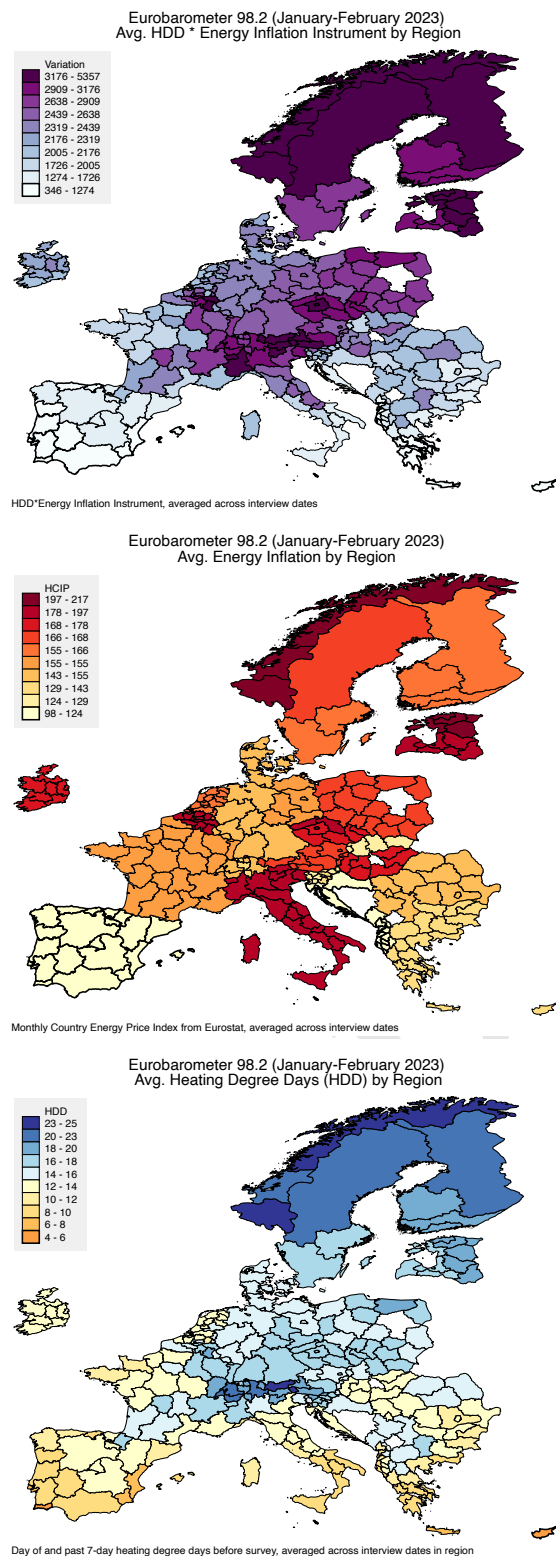 Eurobarometer 98.2 (January-February 2023)
Avg. HDD * Energy Inflation Instrument by Region
Variation
3176 - 5357
2909 - 3176
2638 - 2909
2439 - 2638
2319 - 2439
2176 - 2319
2005 - 2176
1726 - 2005
1274 - 1726
346 - 1274
HDD*Energy Inflation Instrument, averaged across interview dates
Eurobarometer 98.2 (January-February 2023)
Avg. Energy Inflation by Region
HCIP
197 - 217
178 - 197
168 - 178
166 - 168
155 - 166
155 - 155
143 - 155
129 - 143
124 - 129
98 - 124
Monthly Country Energy Price Index from Eurostat, averaged across interview dates
Eurobarometer 98.2 (January-February 2023)
Avg. Heating Degree Days (HDD) by Region
HDD
23 - 25
20 - 23
18 - 20
16 - 18
14 - 16
12 - 14
10 - 12
8 - 10
6 - 8
4 - 6
Day of and past 7-day heating degree days before survey, averaged across interview dates in region